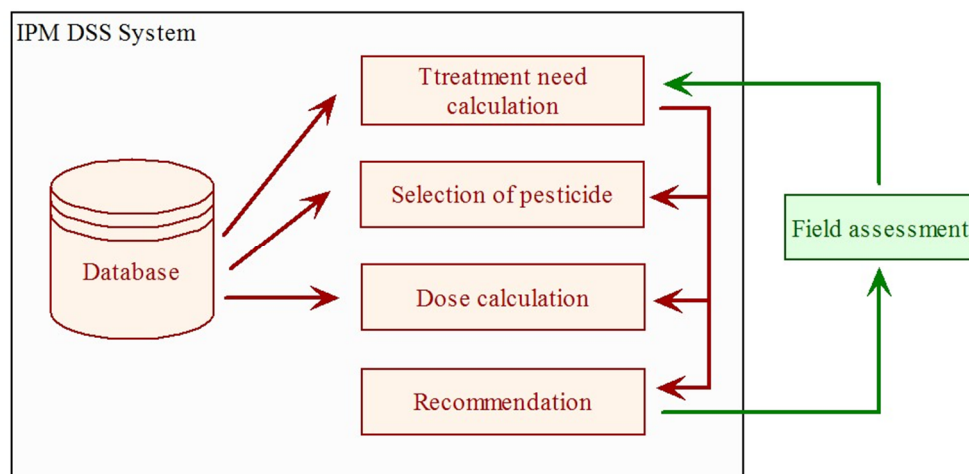 IPM DSS System
Ttreatment need
calculation
Selection of pesticide
Database
Field assessment
Dose calculation
Recommendation